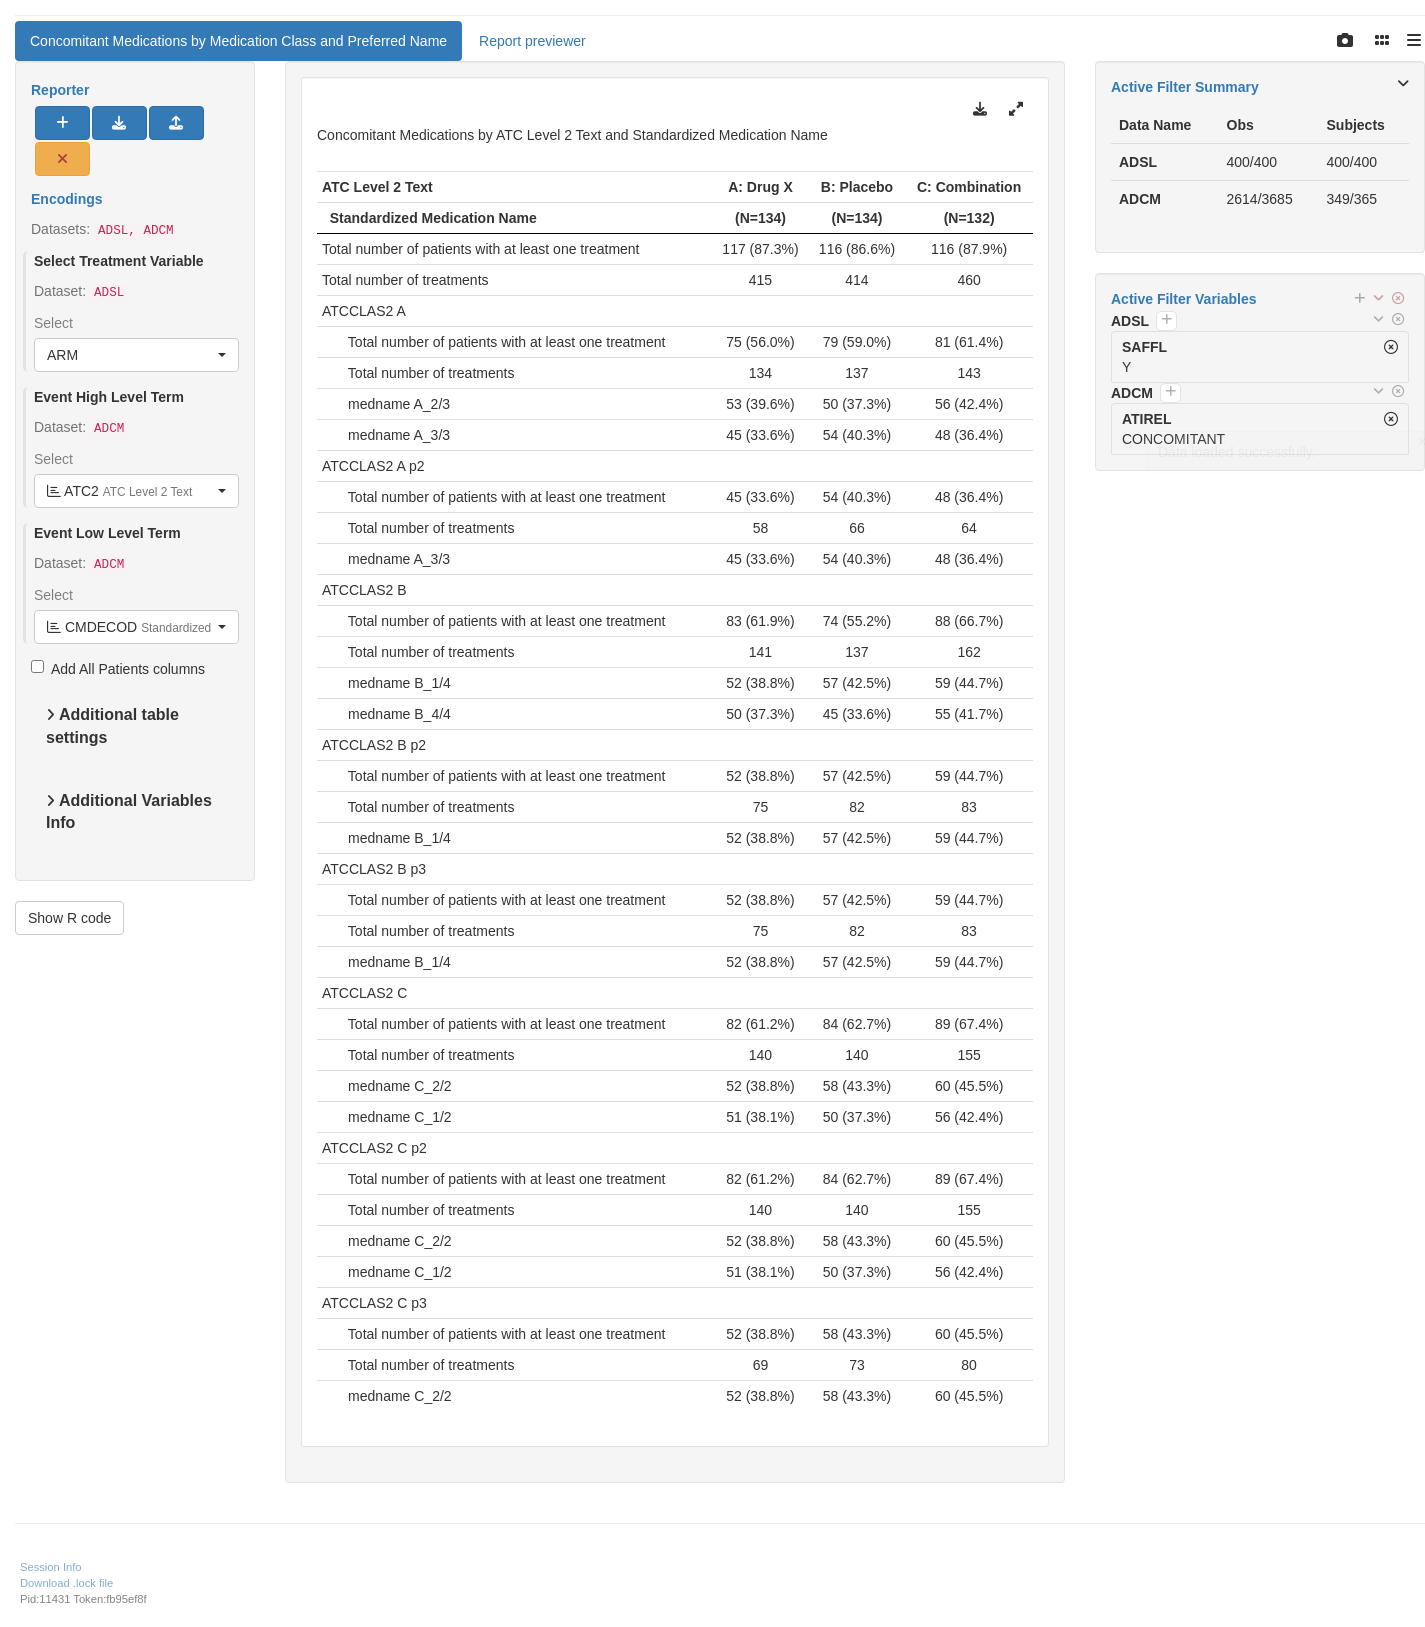 Concomitant Medications by Medication Class and Preferred Name
Report previewer
Reporter
Encodings
Datasets: ADSL, ADCM
Select Treatment Variable
Dataset: ADSL
Select
ARM
Event High Level Term
Dataset: ADCM
Select
ATC2 ATC Level 2 Text
Event Low Level Term
Dataset: ADCM
Select
CMDECOD Standardized
Add All Patients columns
Additional table
settings
Additional Variables
Info
Show R code
Concomitant Medications by ATC Level 2 Text and Standardized Medication Name
ATC Level 2 Text A: Drug X B: Placebo C: Combination
Standardized Medication Name (N=134) (N=134) (N=132)
Total number of patients with at least one treatment 117 (87.3%) 116 (86.6%) 116 (87.9%)
Total number of treatments 415 414 460
ATCCLAS2 A
Total number of patients with at least one treatment 75 (56.0%) 79 (59.0%) 81 (61.4%)
Total number of treatments 134 137 143
medname A_2/3 53 (39.6%) 50 (37.3%) 56 (42.4%)
medname A_3/3 45 (33.6%) 54 (40.3%) 48 (36.4%)
ATCCLAS2 A p2
Total number of patients with at least one treatment 45 (33.6%) 54 (40.3%) 48 (36.4%)
Total number of treatments 58 66 64
medname A_3/3 45 (33.6%) 54 (40.3%) 48 (36.4%)
ATCCLAS2 B
Total number of patients with at least one treatment 83 (61.9%) 74 (55.2%) 88 (66.7%)
Total number of treatments 141 137 162
medname B_1/4 52 (38.8%) 57 (42.5%) 59 (44.7%)
medname B_4/4 50 (37.3%) 45 (33.6%) 55 (41.7%)
ATCCLAS2 B p2
Total number of patients with at least one treatment 52 (38.8%) 57 (42.5%) 59 (44.7%)
Total number of treatments 75 82 83
medname B_1/4 52 (38.8%) 57 (42.5%) 59 (44.7%)
ATCCLAS2 B p3
Total number of patients with at least one treatment 52 (38.8%) 57 (42.5%) 59 (44.7%)
Total number of treatments 75 82 83
medname B_1/4 52 (38.8%) 57 (42.5%) 59 (44.7%)
ATCCLAS2 C
Total number of patients with at least one treatment 82 (61.2%) 84 (62.7%) 89 (67.4%)
Total number of treatments 140 140 155
medname C_2/2 52 (38.8%) 58 (43.3%) 60 (45.5%)
medname C_1/2 51 (38.1%) 50 (37.3%) 56 (42.4%)
ATCCLAS2 C p2
Total number of patients with at least one treatment 82 (61.2%) 84 (62.7%) 89 (67.4%)
Total number of treatments 140 140 155
medname C_2/2 52 (38.8%) 58 (43.3%) 60 (45.5%)
medname C_1/2 51 (38.1%) 50 (37.3%) 56 (42.4%)
ATCCLAS2 C p3
Total number of patients with at least one treatment 52 (38.8%) 58 (43.3%) 60 (45.5%)
Total number of treatments 69 73 80
medname C_2/2 52 (38.8%) 58 (43.3%) 60 (45.5%)
Active Filter Summary
Data Name Obs Subjects
ADSL 400/400 400/400
ADCM 2614/3685 349/365
Active Filter Variables
ADSL
SAFFL
Y
ADCM
ATIREL
CONCOMITANT
Data loaded successfully.
Session Info
Download .lock file
Pid:11431 Token:fb95ef8f